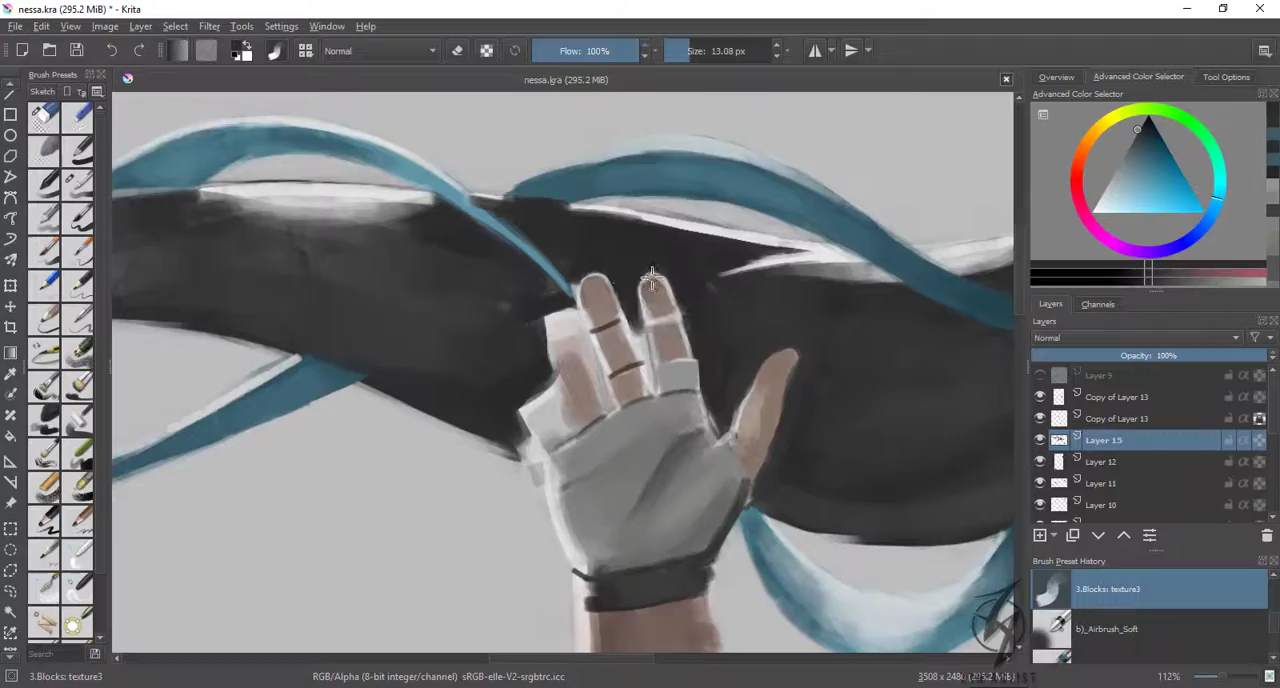 nessa.kra (295.2 MiB) * - Krita
File Edit View Image Layer Select Filter Tools Settings Window Help
Normal Flow: 100% Size: 13.08 px
Brush Presets
nessa.kra (295.2 MiB)
Overview Advanced Color Selector Tool Options
Sketch
Advanced Color Selector
Layers Channels
Layers
Normal
Opacity: 100%
Layer 9
Copy of Layer 13
Copy of Layer 13
Layer 15
Layer 12
Layer 11
Layer 10
Brush Preset History
3.Blocks: texture3
b)_Airbrush_Soft
Search
3.Blocks: texture3 RGB/Alpha (8-bit integer/channel) sRGB-elle-V2-srgbtrc.icc 3508 x 2480 (295.2 MiB) 112%